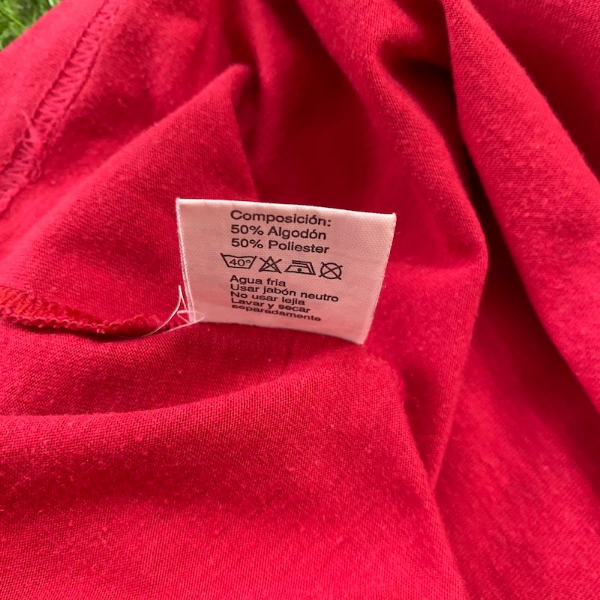 Composición:
50% Algodón
50% Poliester
40°
Agua fria
Usar jabón neutro
No usar lejia
Lavar y secar
separadamente